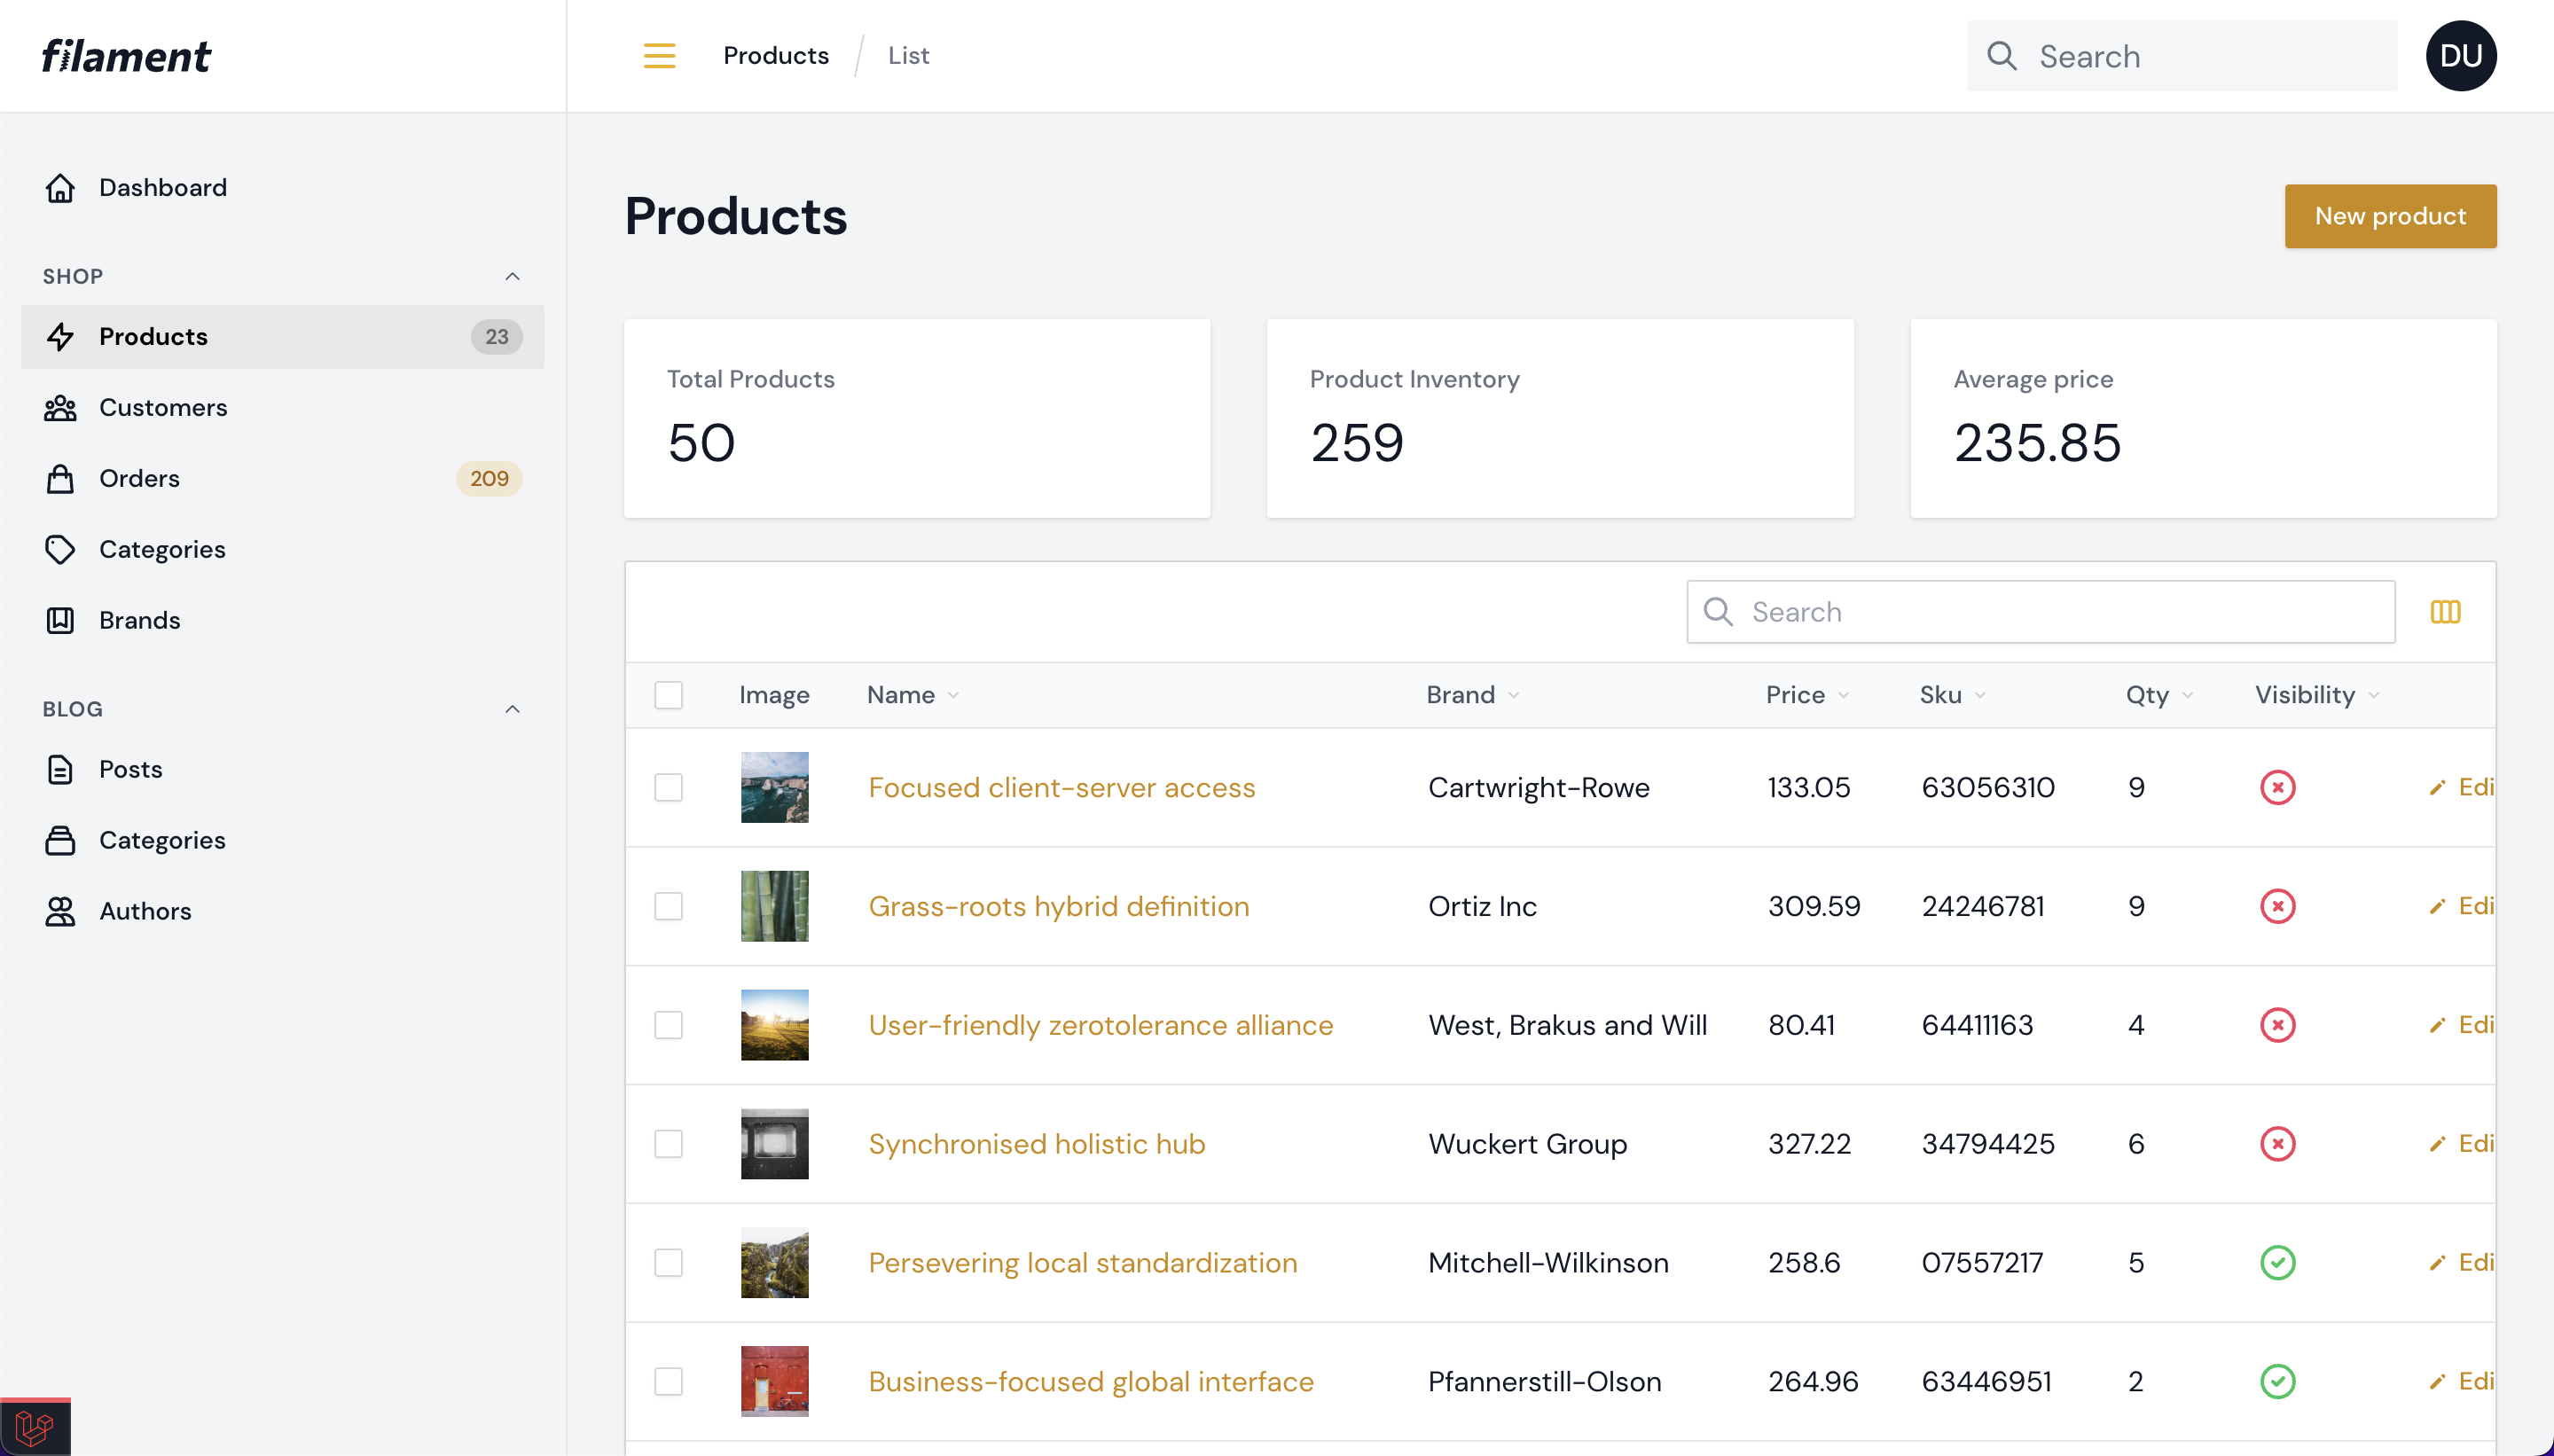 filament
Products / List
Search
DU
Dashboard
SHOP
Products 23
Customers
Orders 209
Categories
Brands
BLOG
Posts
Categories
Authors
Products
New product
Total Products
50
Product Inventory
259
Average price
235.85
Search
Image Name Brand Price Sku Qty Visibility
Focused client-server access Cartwright-Rowe 133.05 63056310 9 Edi
Grass-roots hybrid definition Ortiz Inc 309.59 24246781 9 Edi
User-friendly zerotolerance alliance West, Brakus and Will 80.41 64411163 4 Edi
Synchronised holistic hub Wuckert Group 327.22 34794425 6 Edi
Persevering local standardization Mitchell-Wilkinson 258.6 07557217 5 Edi
Business-focused global interface Pfannerstill-Olson 264.96 63446951 2 Edi